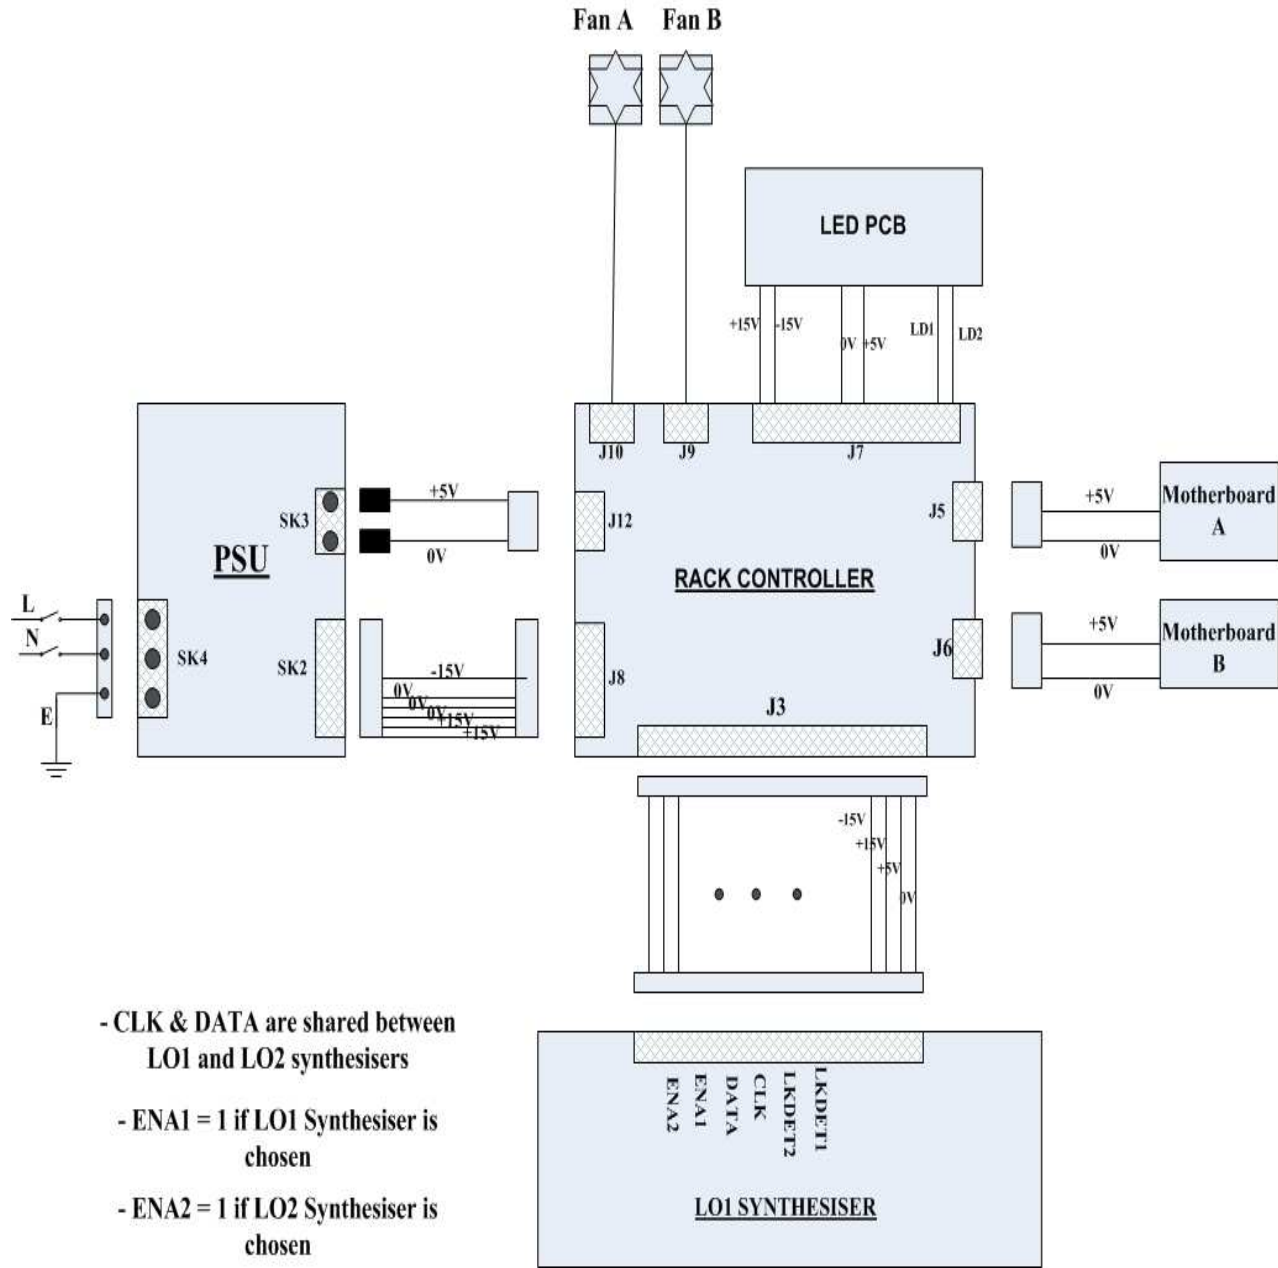 Fan A
Fan B
LED PCB
+15V
-15V
0V
+5V
LD1
LD2
J10
J9
J7
SK3
+5V
0V
J12
J5
+5V
0V
Motherboard
A
PSU
RACK CONTROLLER
L
N
E
SK4
SK2
-15V
0V
0V
0V
+15V
+15V
J8
J6
+5V
0V
Motherboard
B
J3
-15V
+15V
+5V
0V
- CLK & DATA are shared between
LO1 and LO2 synthesisers
- ENA1 = 1 if LO1 Synthesiser is
chosen
- ENA2 = 1 if LO2 Synthesiser is
chosen
ENA2
ENA1
DATA
CLK
LKDET2
LKDET1
LO1 SYNTHESISER